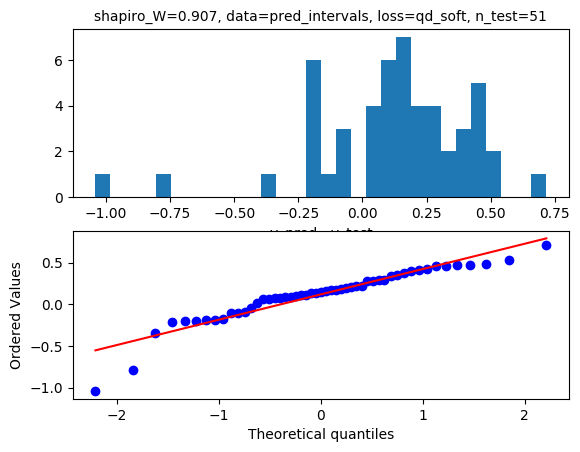 shapiro_W=0.907, data=pred_intervals, loss=qd_soft, n_test=51
6
4
2
0
−1.00 −0.75 −0.50 −0.25 0.00 0.25 0.50 0.75
Ordered Values
0.5
0.0
−0.5
−1.0
−2 −1 0 1 2
Theoretical quantiles